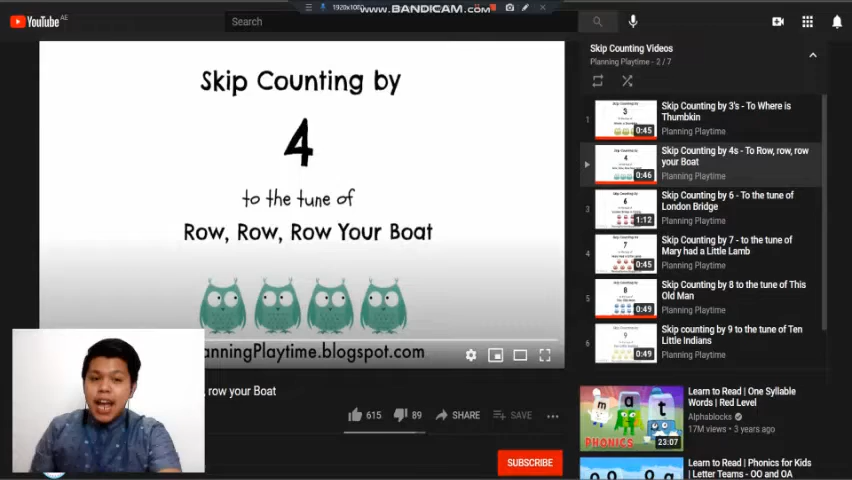 1920x1080
www.BANDICAM.com
YouTube AE
Search
Skip Counting by
4
to the tune of
Row, Row, Row Your Boat
anningPlaytime.blogspot.com
, row your Boat
615
89
SHARE
SAVE
SUBSCRIBE
Skip Counting Videos
Planning Playtime - 2 / 7
1
0:45
Skip Counting by 3's - To Where is
Thumbkin
Planning Playtime
0:46
Skip Counting by 4s - To Row, row, row
your Boat
Planning Playtime
3
1:12
Skip Counting by 6 - To the tune of
London Bridge
Planning Playtime
4
0:45
Skip Counting by 7 - to the tune of
Mary had a Little Lamb
Planning Playtime
5
0:49
Skip Counting by 8 to the tune of This
Old Man
Planning Playtime
6
0:49
Skip counting by 9 to the tune of Ten
Little Indians
Planning Playtime
m a t
PHONICS
23:07
Learn to Read | One Syllable
Words | Red Level
Alphablocks
17M views • 3 years ago
Learn to Read | Phonics for Kids
| Letter Teams - OO and OA